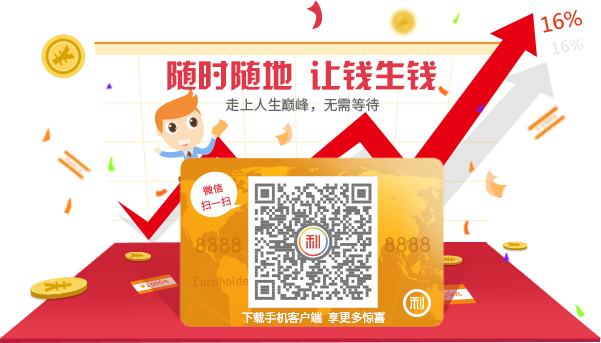 16%
16%
随时随地 让钱生钱
走上人生巅峰，无需等待
微信
扫一扫
利
8888
8888
Cardholde
利
下载手机客户端 享更多惊喜